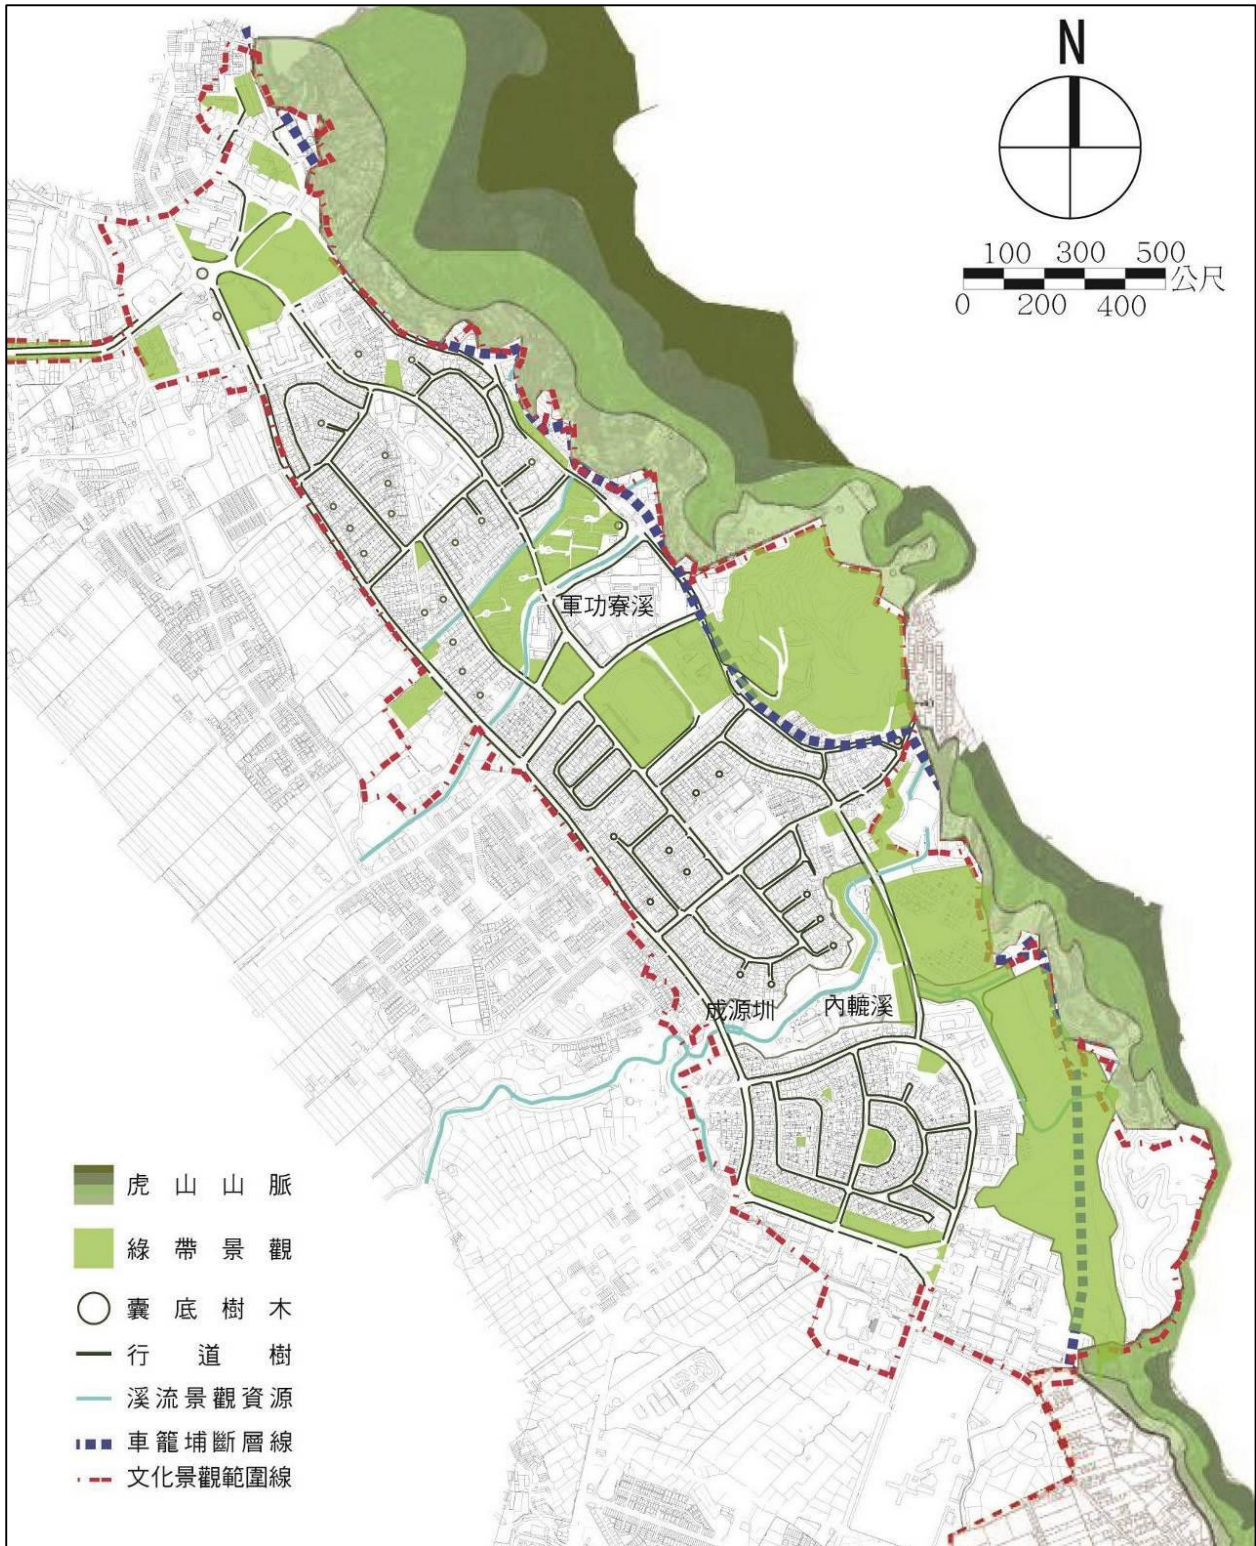 N
100 300 500
公尺
0 200 400
軍功寮溪
成源圳
內轆溪
虎山山脈
綠帶景觀
囊底樹木
行道樹
溪流景觀資源
車籠埔斷層線
文化景觀範圍線